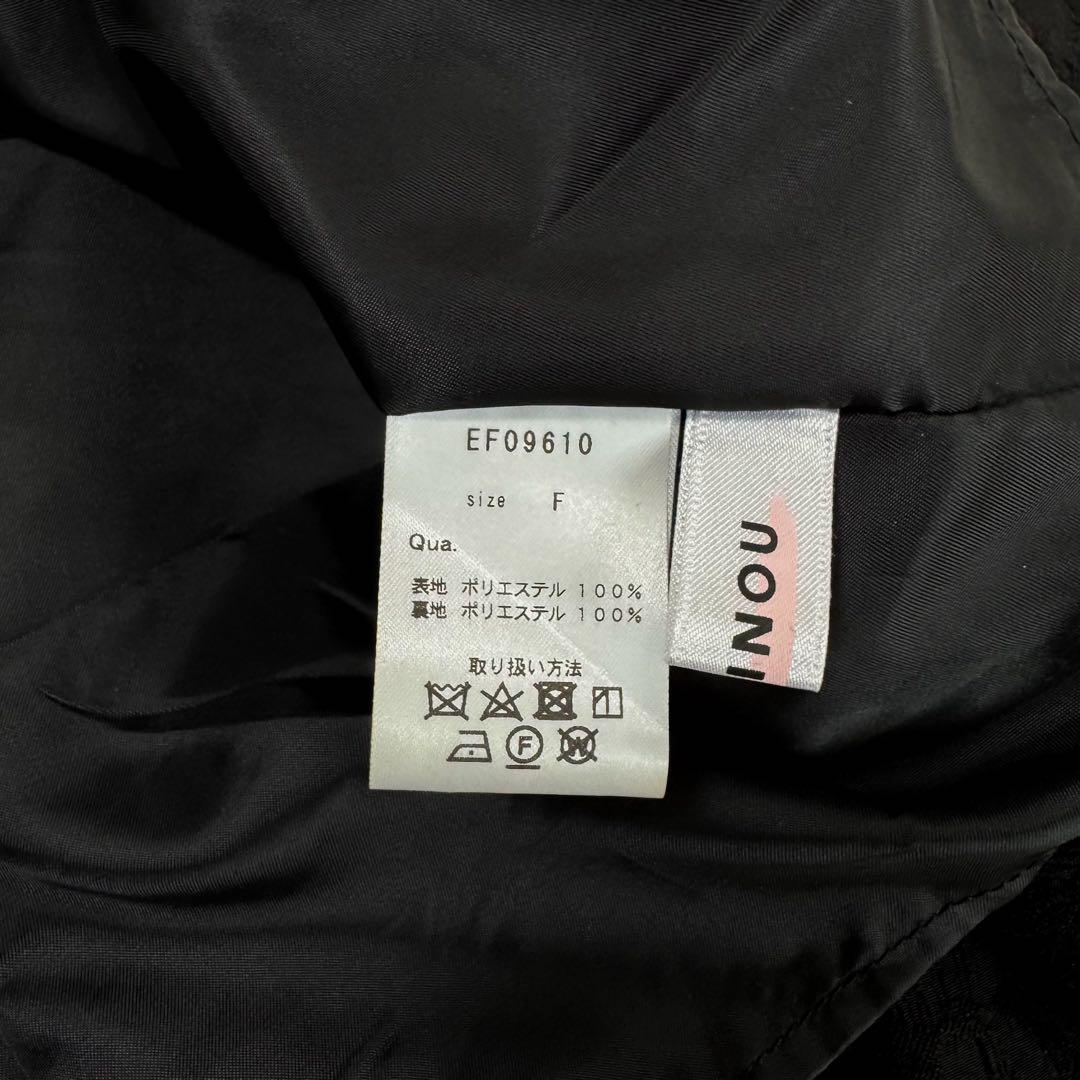 EF09610
size F
Qua.
表地 ポリエステル 100%
裏地 ポリエステル 100%
取り扱い方法
F
W
INOU